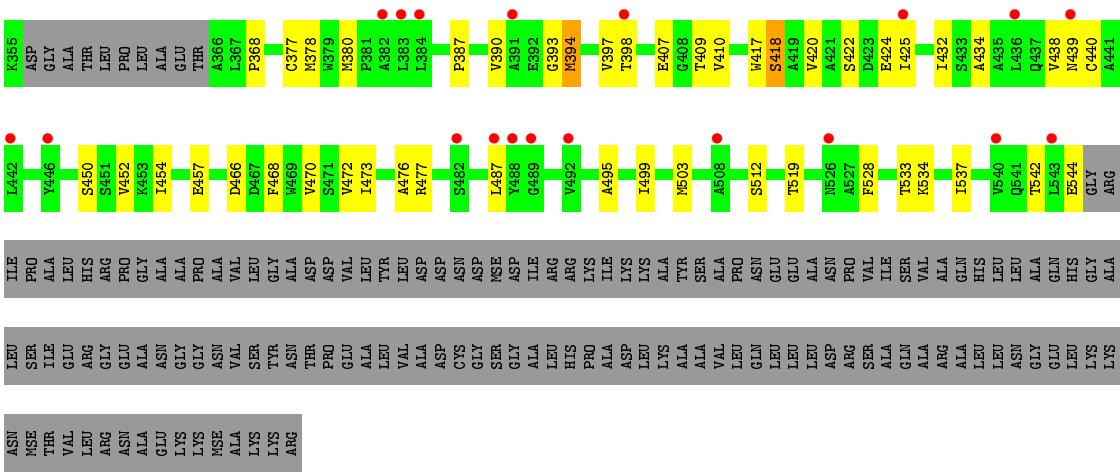 K355 ASP GLY ALA THR LEU PRO LEU ALA GLU THR A366 L367 P368 C377 M378 W379 M380 P381 A382 L383 L384 P387 V390 A391 E392 G393 M394 V397 T398 E407 G408 T409 V410 W417 S418 A419 V420 A421 S422 D423 E424 I425 I432 S433 A434 A435 L436 Q437 V438 N439 C440 A441
L442 Y446 S450 S451 V452 K453 I454 E457 D466 D467 F468 W469 V470 S471 V472 I473 A476 R477 S482 L487 Y488 G489 V492 A495 I499 M503 A508 S512 T519 N526 A527 F528 T533 K534 I537 V540 Q541 T542 L543 E544 GLY ARG
ILE PRO ALA LEU HIS ARG PRO GLY ALA ALA PRO ALA VAL LEU GLY ALA ASP ASP VAL LEU TYR LEU ASP ASP ASN ASP MSE ASP ILE ARG ARG LYS ILE LYS LYS ALA TYR SER ALA PRO ASN GLU GLU ALA ASN PRO VAL ILE SER VAL ALA GLN HIS LEU LEU ALA GLN HIS GLY ALA
LEU SER ILE GLU ARG GLY GLU ALA ASN GLY GLY ASN VAL SER TYR ASN THR PRO GLU ALA LEU VAL ALA ASP CYS GLY SER GLY ALA LEU HIS PRO ALA ASP LEU LYS ALA ALA VAL LEU GLN LEU LEU LEU ASP ARG SER ALA GLN ALA ARG ALA LEU LEU ASN GLY GLU LEU LYS LYS
ASN MSE THR VAL LEU ARG ASN ALA GLU LYS LYS MSE ALA LYS LYS ARG